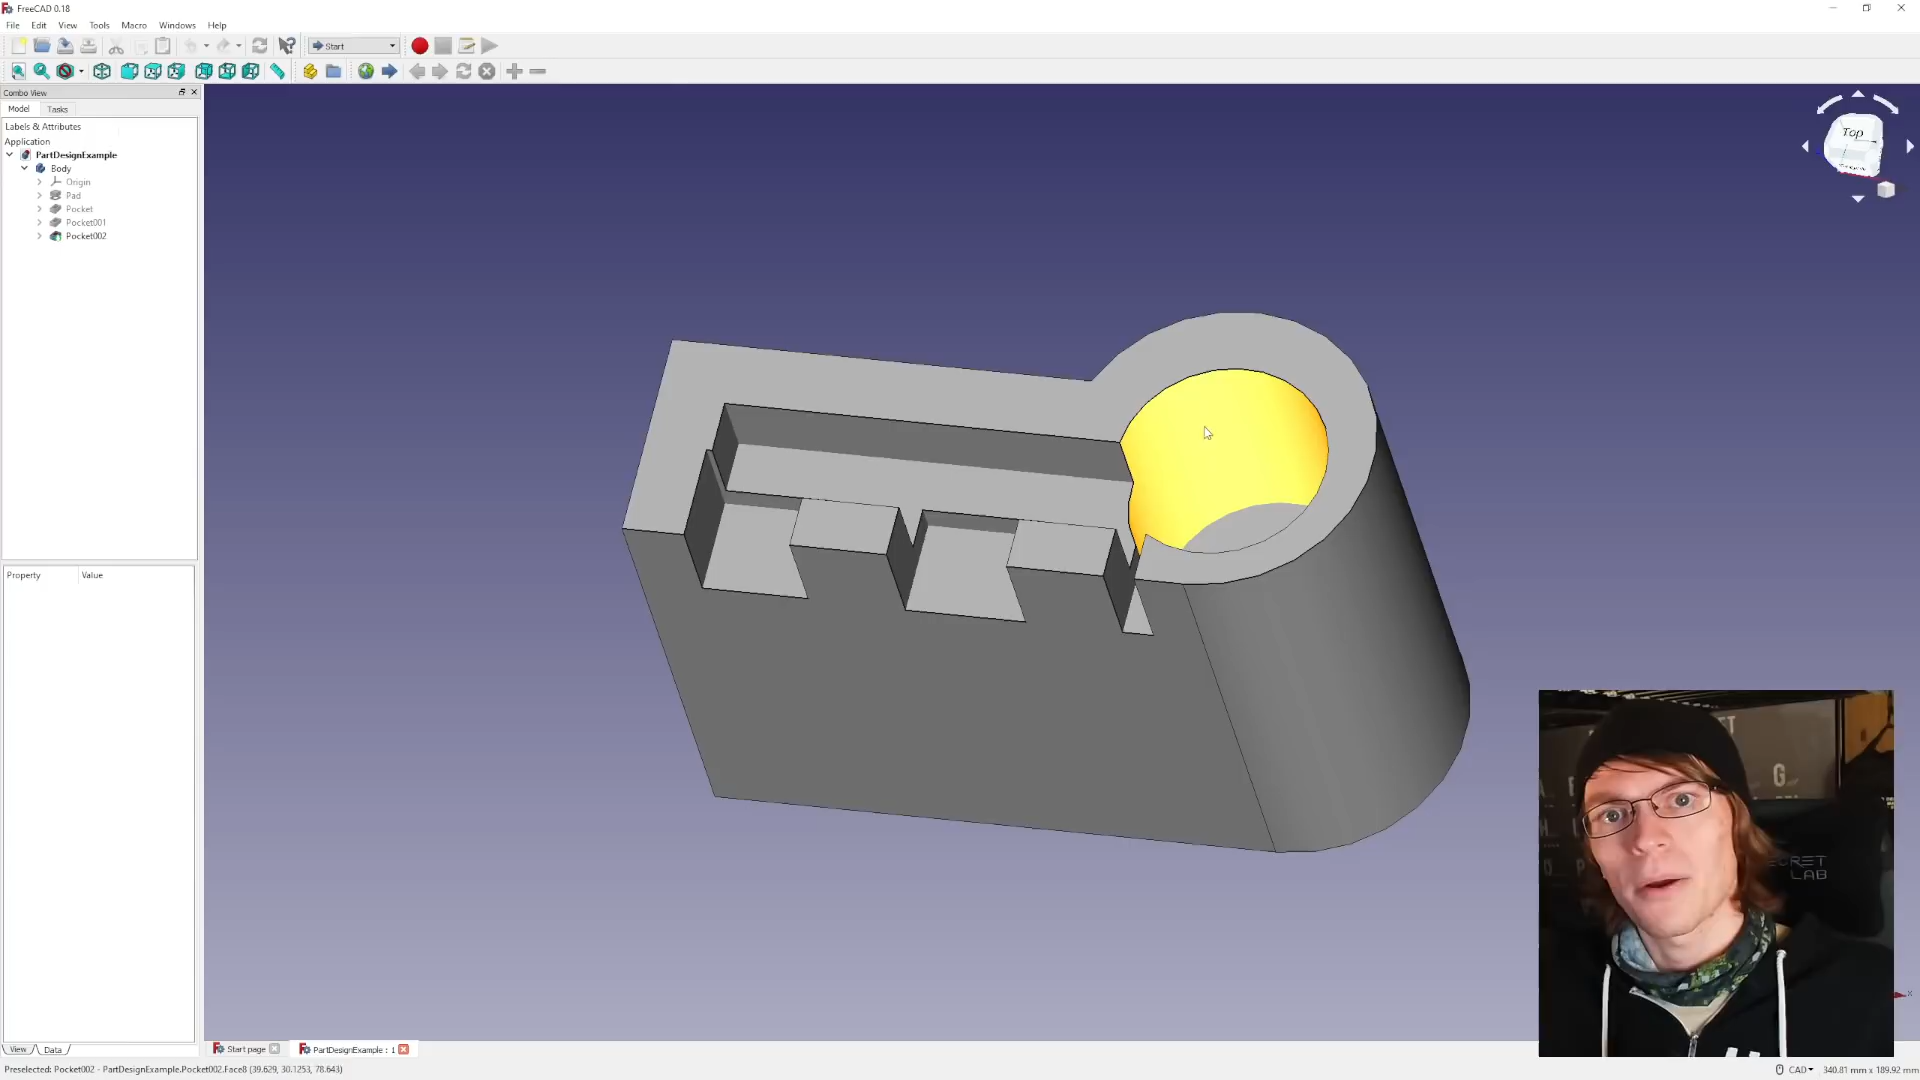 FreeCAD 0.18
File Edit View Tools Macro Windows Help
Start
Combo View
Model Tasks
Labels & Attributes
Application
PartDesignExample
Body
Origin
Pad
Pocket
Pocket001
Pocket002
Top
Property Value
G
ECRET
LAB
View Data
Start page PartDesignExample : 1
Preselected: Pocket002 - PartDesignExample.Pocket002.Face8 (39.629, 30.1253, 78.643)
CAD 340.81 mm x 189.92 mm